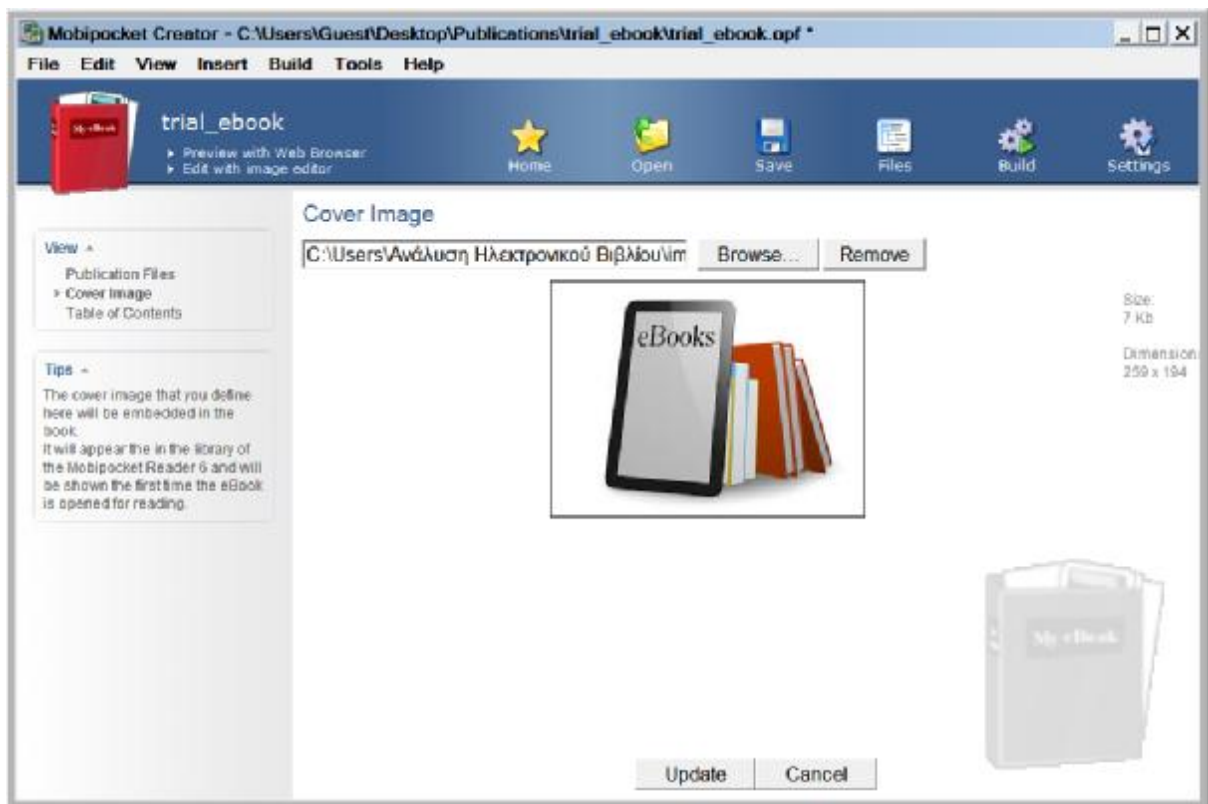 Mobipocket Creator - C:\Users\Guest\Desktop\Publications\trial_ebook\trial_ebook.opf *
File Edit View Insert Build Tools Help
My eBook
trial_ebook
Preview with Web Browser
Edit with image editor
Home Open Save Files Build Settings
Cover Image
C:\Users\Ανάλυση Ηλεκτρονικού Βιβλίου\im Browse... Remove
View
Publication Files
Cover Image
Table of Contents
Tips
The cover image that you define
here will be embedded in the
book.
It will appear the in the library of
the Mobipocket Reader 6 and will
be shown the first time the eBook
is opened for reading.
eBooks
Size:
7 Kb
Dimension
259 x 194
My eBook
Update Cancel